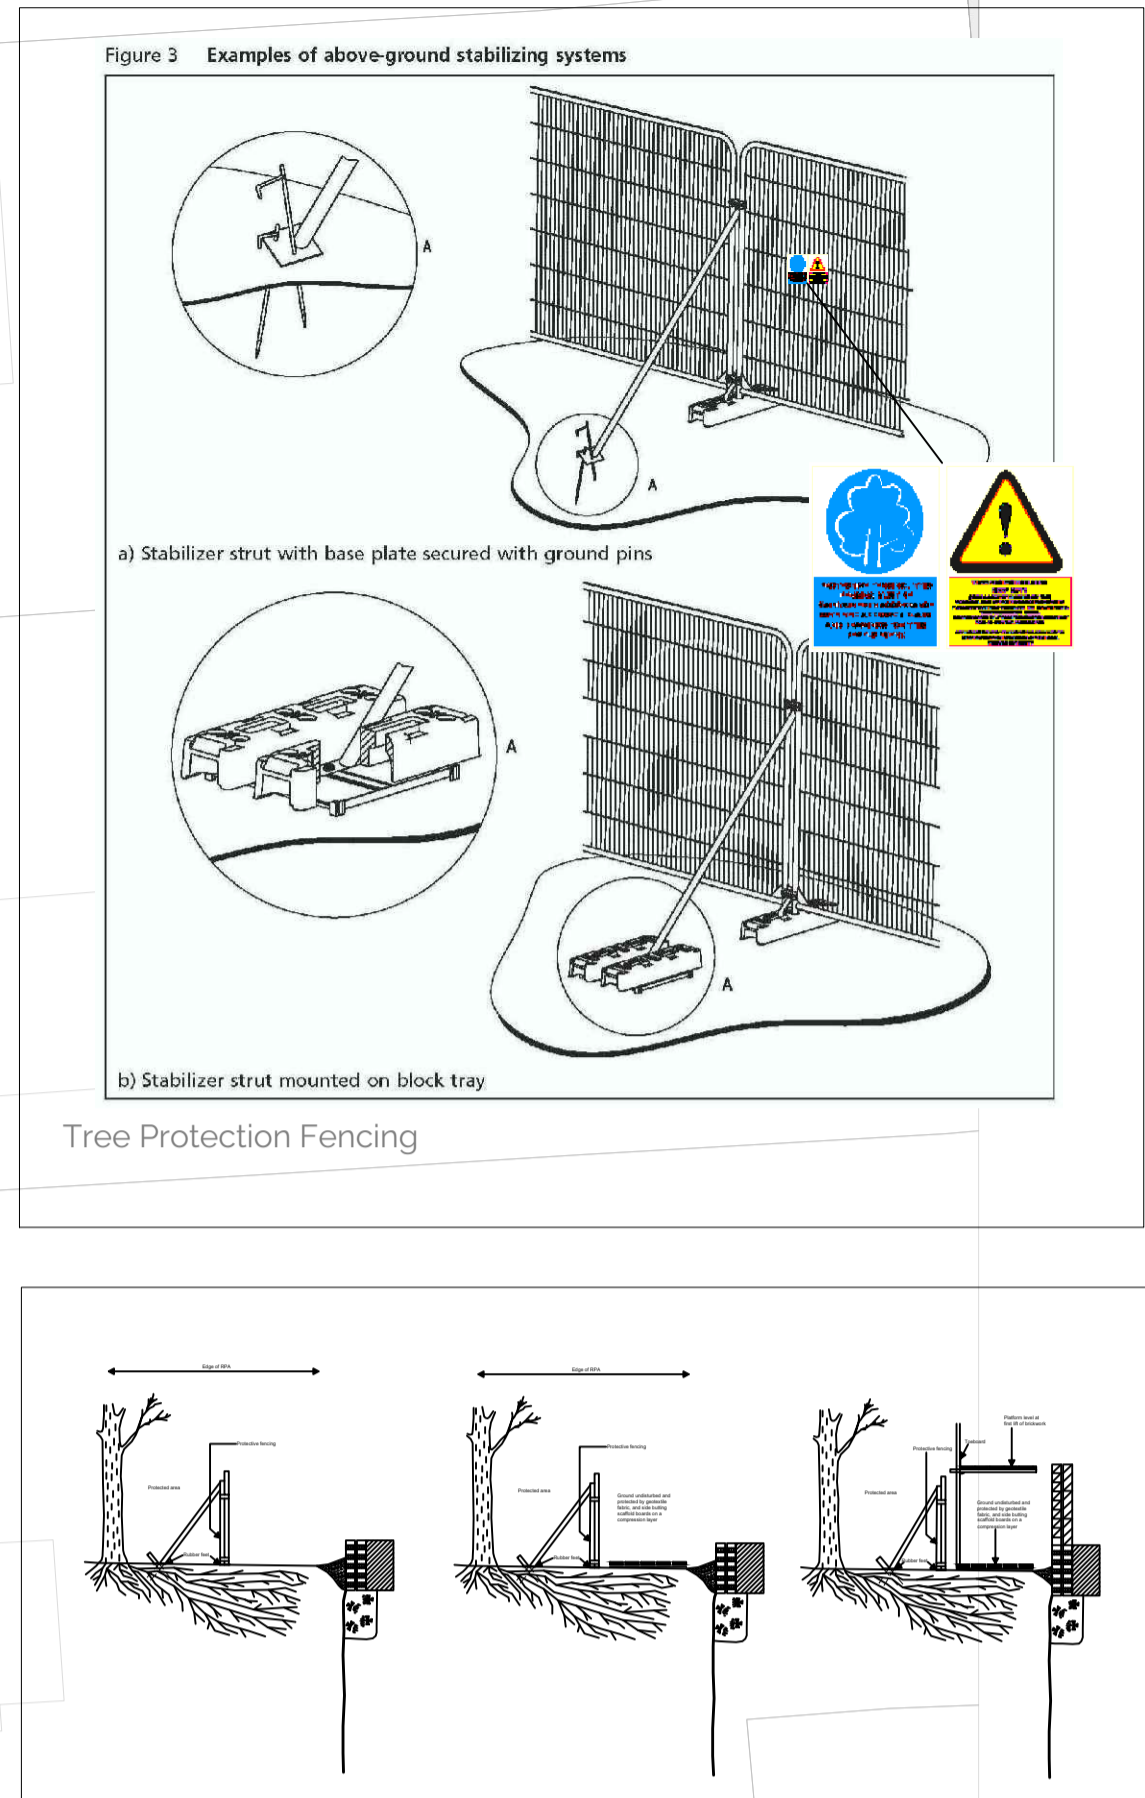 Figure 3 Examples of above-ground stabilizing systems
A
A
a) Stabilizer strut with base plate secured with ground pins
A
A
b) Stabilizer strut mounted on block tray
Tree Protection Fencing
Edge of RPA
Protective fencing
Protected area
Rubber feet
Edge of RPA
Protective fencing
Protected area
Ground undisturbed and
protected by geotextile
fabric, and side butting
scaffold boards on a
compression layer
Rubber feet
Platform level at
first lift of brickwork
Toeboard
Protective fencing
Protected area
Ground undisturbed and
protected by geotextile
fabric, and side butting
scaffold boards on a
compression layer
Rubber feet